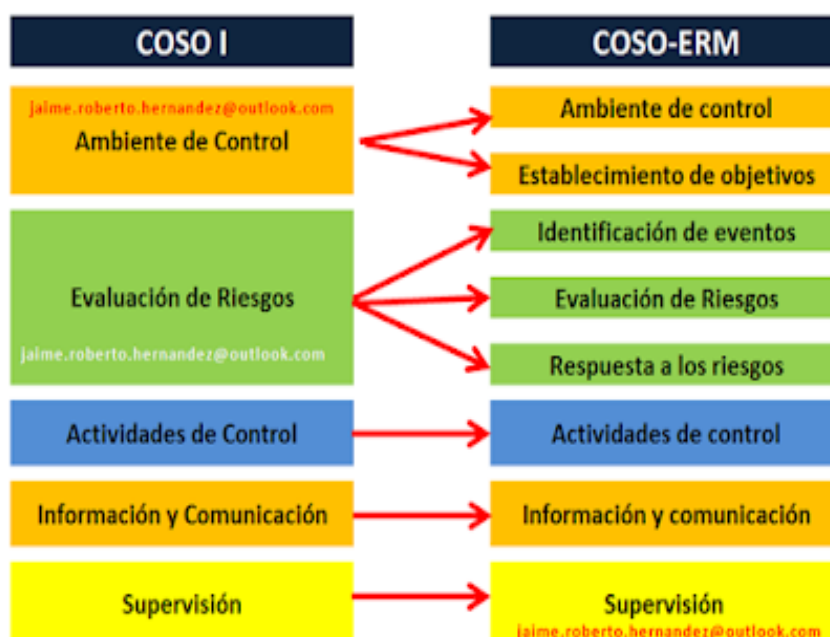 COSO I
jaime.roberto.hernandez@outlook.com
Ambiente de Control
Evaluación de Riesgos
jaime.roberto.hernandez@outlook.com
Actividades de Control
Información y Comunicación
Supervisión
COSO-ERM
Ambiente de control
Establecimiento de objetivos
Identificación de eventos
Evaluación de Riesgos
Respuesta a los riesgos
Actividades de control
Información y comunicación
Supervisión
jaime.roberto.hernandez@outlook.com